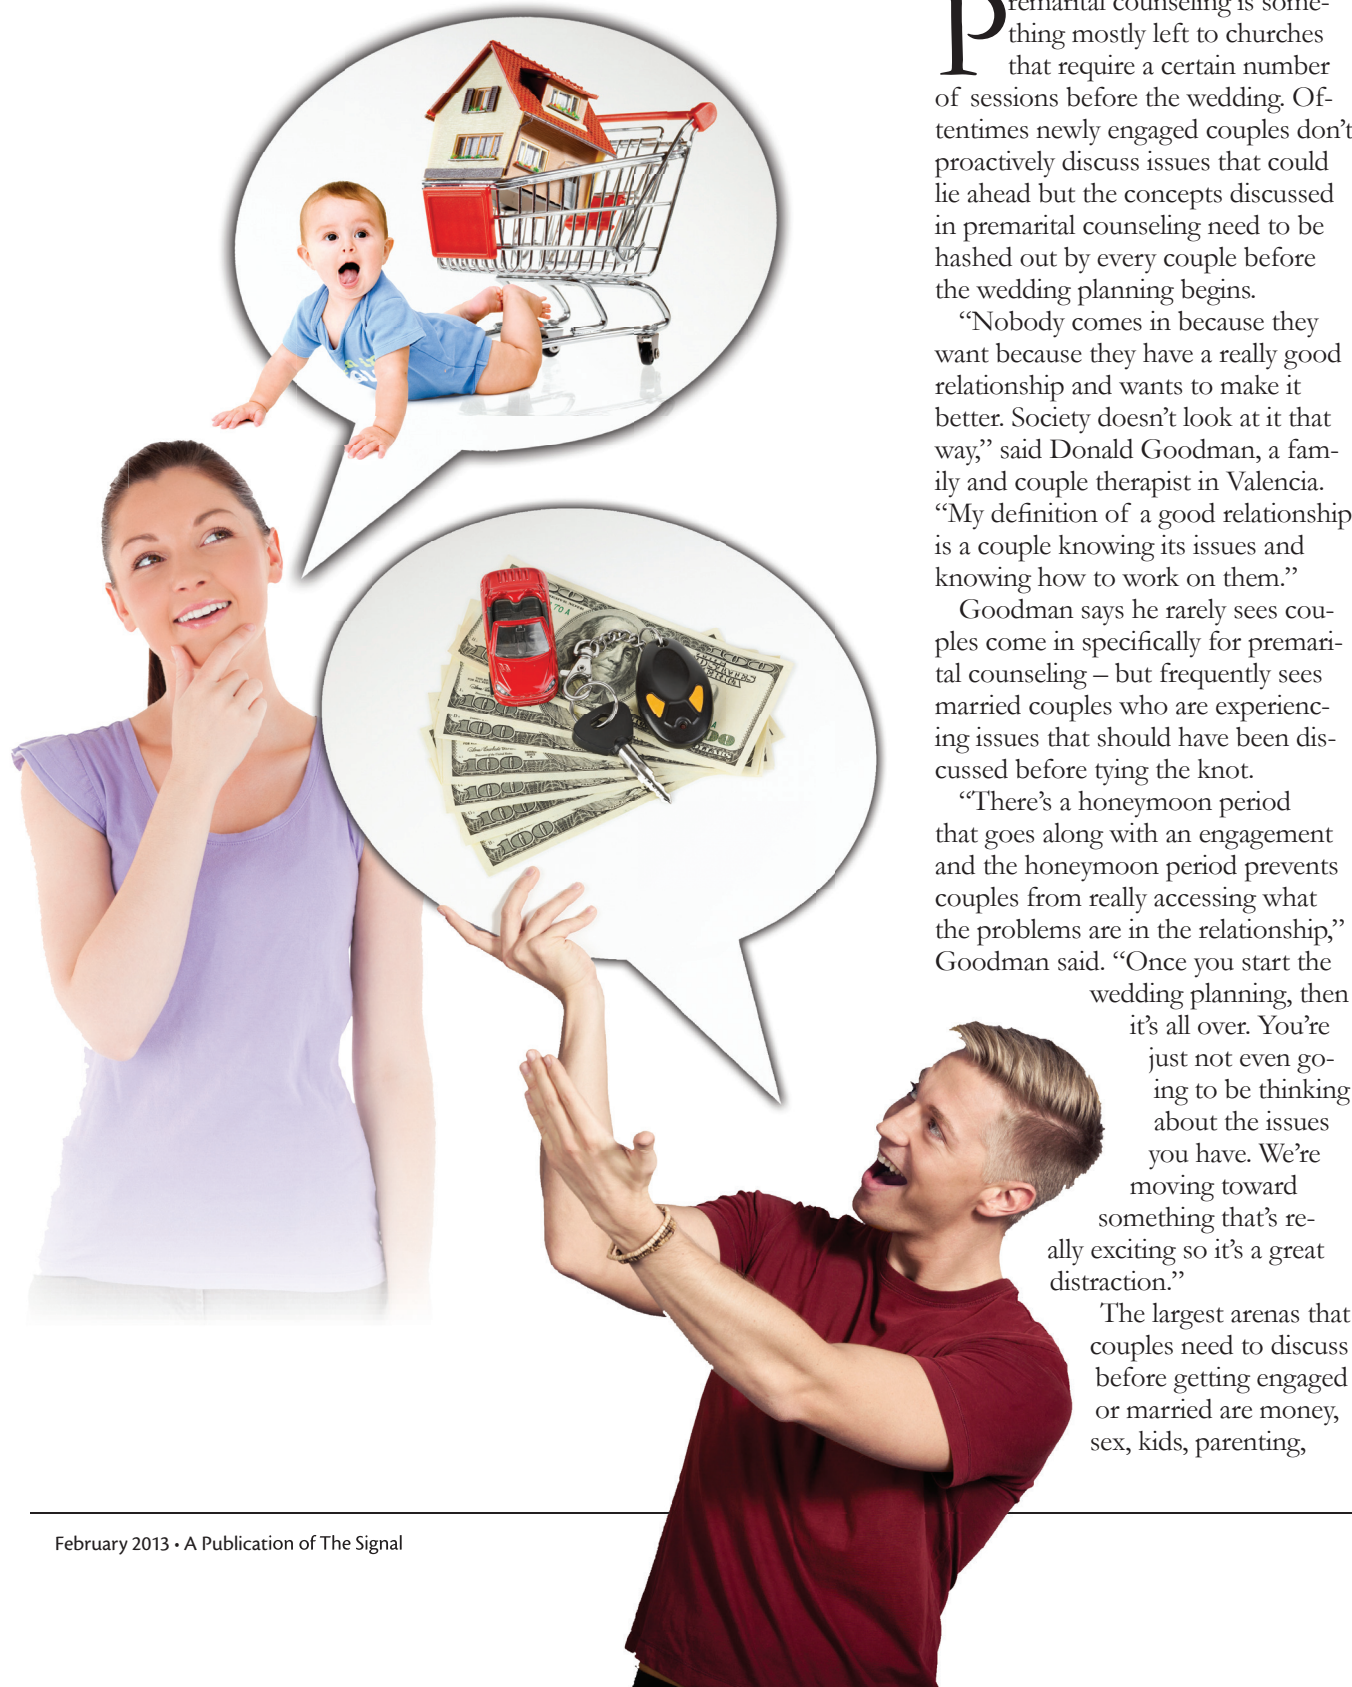 Premarital counseling is some-
thing mostly left to churches
that require a certain number
of sessions before the wedding. Of-
tentimes newly engaged couples don't
proactively discuss issues that could
lie ahead but the concepts discussed
in premarital counseling need to be
hashed out by every couple before
the wedding planning begins.
“Nobody comes in because they
want because they have a really good
relationship and wants to make it
better. Society doesn’t look at it that
way,” said Donald Goodman, a fam-
ily and couple therapist in Valencia.
“My definition of a good relationship
is a couple knowing its issues and
knowing how to work on them.”
Goodman says he rarely sees cou-
ples come in specifically for premari-
tal counseling – but frequently sees
married couples who are experienc-
ing issues that should have been dis-
cussed before tying the knot.
“There’s a honeymoon period
that goes along with an engagement
and the honeymoon period prevents
couples from really accessing what
the problems are in the relationship,”
Goodman said. “Once you start the
wedding planning, then
it’s all over. You’re
just not even go-
ing to be thinking
about the issues
you have. We’re
moving toward
something that’s re-
ally exciting so it’s a great
distraction.”
The largest arenas that
couples need to discuss
before getting engaged
or married are money,
sex, kids, parenting,
February 2013 • A Publication of The Signal
100
100
100
100
100
100